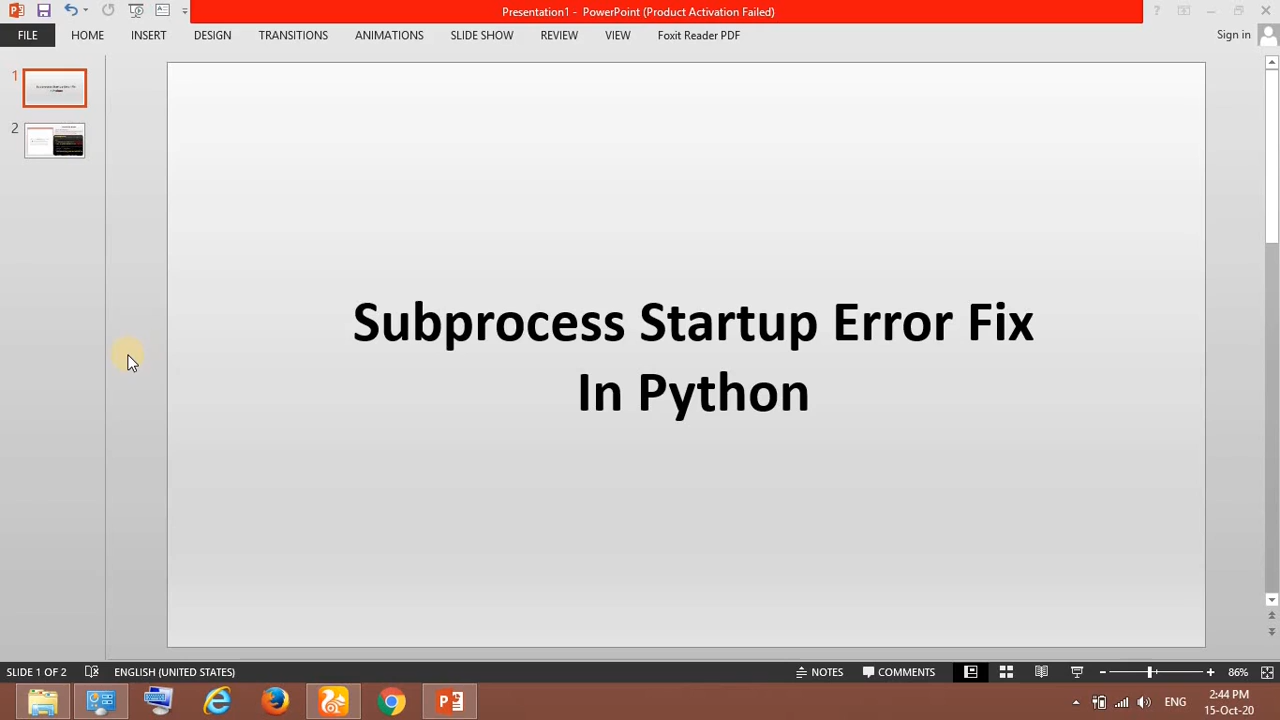 Presentation1 - PowerPoint (Product Activation Failed)
FILE HOME INSERT DESIGN TRANSITIONS ANIMATIONS SLIDE SHOW REVIEW VIEW Foxit Reader PDF Sign in
1
2
Subprocess Startup Error Fix
In Python
SLIDE 1 OF 2 ENGLISH (UNITED STATES) NOTES COMMENTS 86%
ENG
2:44 PM
15-Oct-20